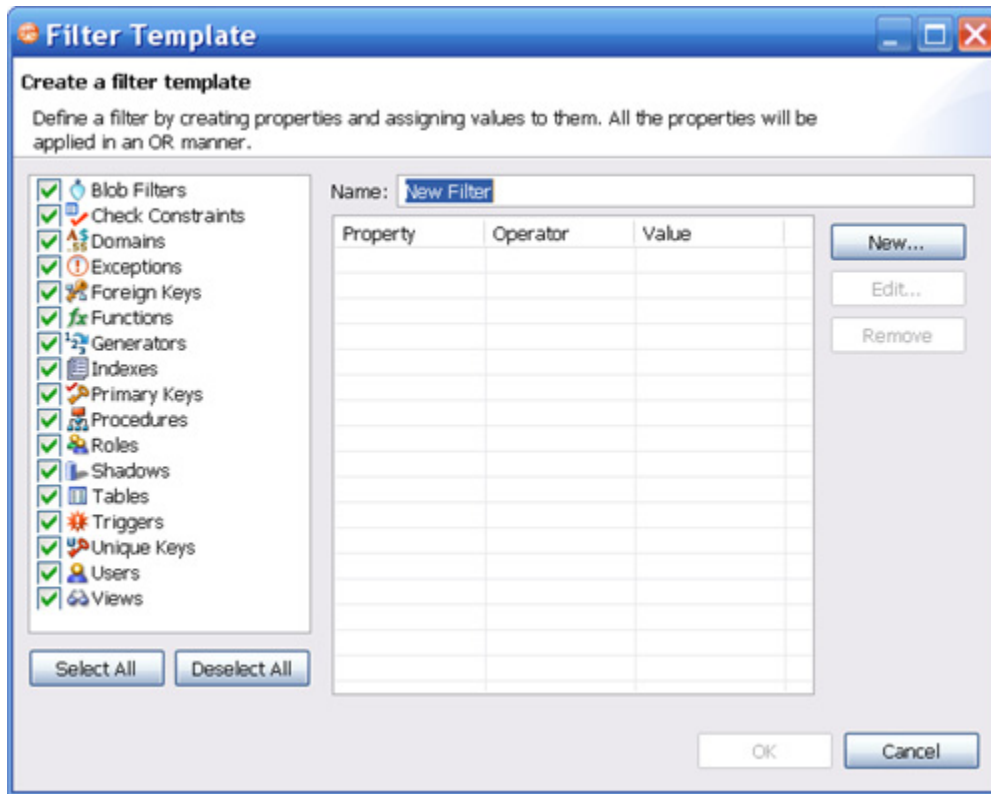 Filter Template
Create a filter template
Define a filter by creating properties and assigning values to them. All the properties will be
applied in an OR manner.
Blob Filters
Check Constraints
Domains
Exceptions
Foreign Keys
Functions
Generators
Indexes
Primary Keys
Procedures
Roles
Shadows
Tables
Triggers
Unique Keys
Users
Views
Select All
Deselect All
Name: New Filter
Property Operator Value
New...
Edit...
Remove
OK
Cancel